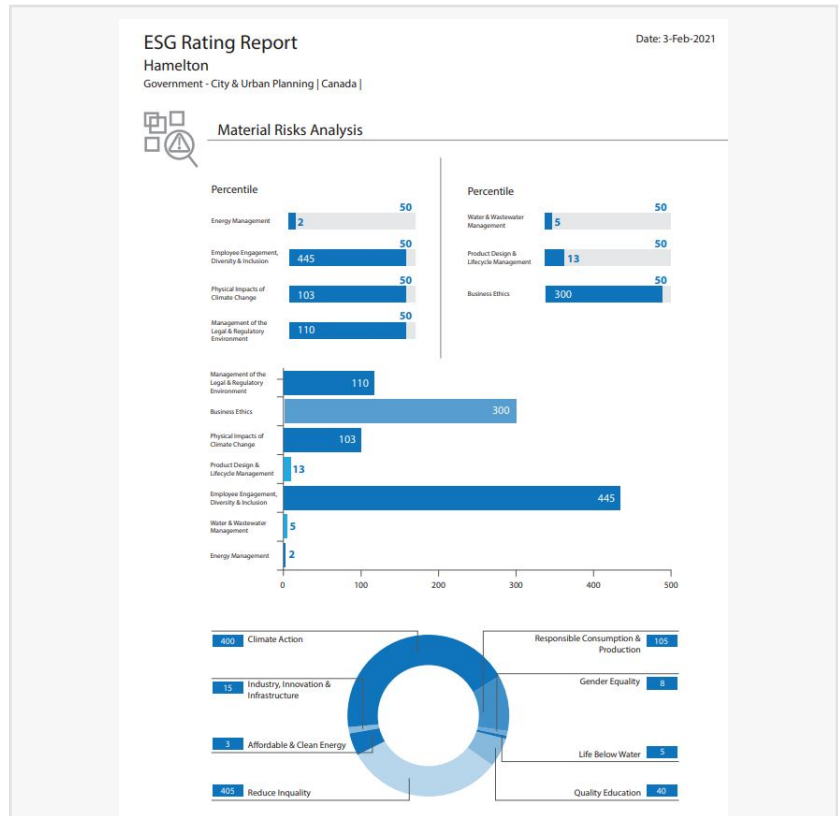 ESG Rating Report
Date: 3-Feb-2021
Hamelton
Government - City & Urban Planning | Canada |
Material Risks Analysis
Percentile
50
Energy Management
2
50
Employee Engagement,
Diversity & Inclusion
445
50
Physical Impacts of
Climate Change
103
50
Management of the
Legal & Regulatory
Environment
110
Percentile
50
Water & Wastewater
Management
5
50
Product Design &
Lifecycle Management
13
50
Business Ethics
300
Management of the
Legal & Regulatory
Environment
110
Business Ethics
300
Physical Impacts of
Climate Change
103
Product Design &
Lifecycle Management
13
Employee Engagement,
Diversity & Inclusion
445
Water & Wastewater
Management
5
Energy Management
2
0 100 200 300 400 500
400 Climate Action
15 Industry, Innovation &
Infrastructure
3 Affordable & Clean Energy
405 Reduce Inquality
Responsible Consumption &
Production
105
Gender Equality 8
Life Below Water 5
Quality Education 40